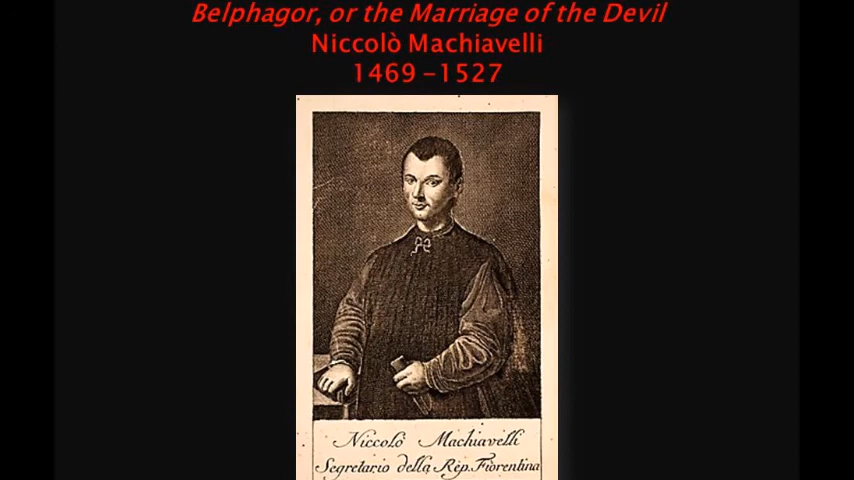 Belphagor, or the Marriage of the Devil
Niccolò Machiavelli
1469 -1527
Niccolò Machiavelli
Segretario della Rep. Fiorentina